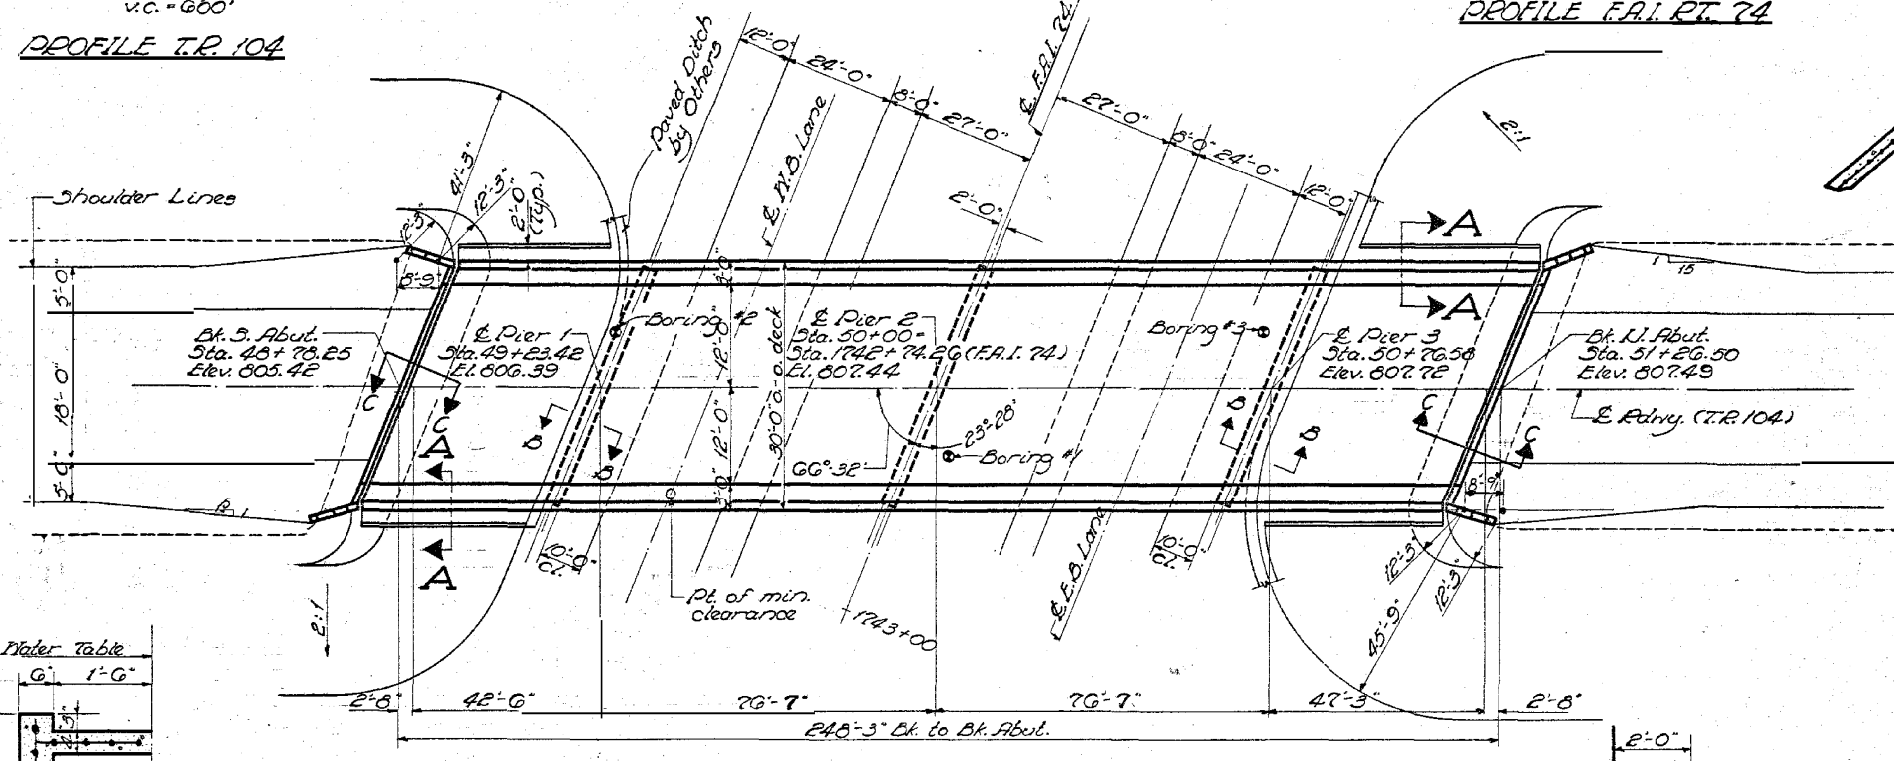 V.C. = 600'
PROFILE T.R. 104
PROFILE F.A.I. RT. 74
Paved Ditch
by Others
12'-0"
24'-0"
8'-0"
27'-0"
℄ F.A.I. 74
27'-0"
8'-0"
24'-0"
12'-0"
2:1
℄ W.B. Lane
2'-0"
41'-3"
12'-3"
2'-0"
(Typ.)
Shoulder Lines
A
A
15
1
8'-9"
5'-0"
18'-0"
5'-0"
Bk. S. Abut.
Sta. 48+78.25
Elev. 805.42
℄ Pier 1
Sta. 49+23.42
El. 806.39
Boring #2
3'-0"
12'-0"
12'-0"
3'-0"
30'-0" o.-o. deck
℄ Pier 2
Sta. 50+00=
Sta. 1742+74.26 (F.A.I. 74)
El. 807.44
Boring #3
℄ Pier 3
Sta. 50+76.58
Elev. 807.72
Bk. N. Abut.
Sta. 51+26.50
Elev. 807.49
℄ Rdwy. (T.R. 104)
C
C
B
B
B
B
C
C
A
A
66°-32'
23°-28'
Boring #1
8'-9"
10'-0"
cl.
Pt. of min.
clearance
1743+00
℄ E.B. Lane
10'-0"
cl.
12'-3"
12'-3"
45'-9"
2:1
Water Table
6"
1'-6"
2'-8"
42'-6"
76'-7"
76'-7"
47'-3"
2'-8"
248'-3" Bk. to Bk. Abut.
2'-0"